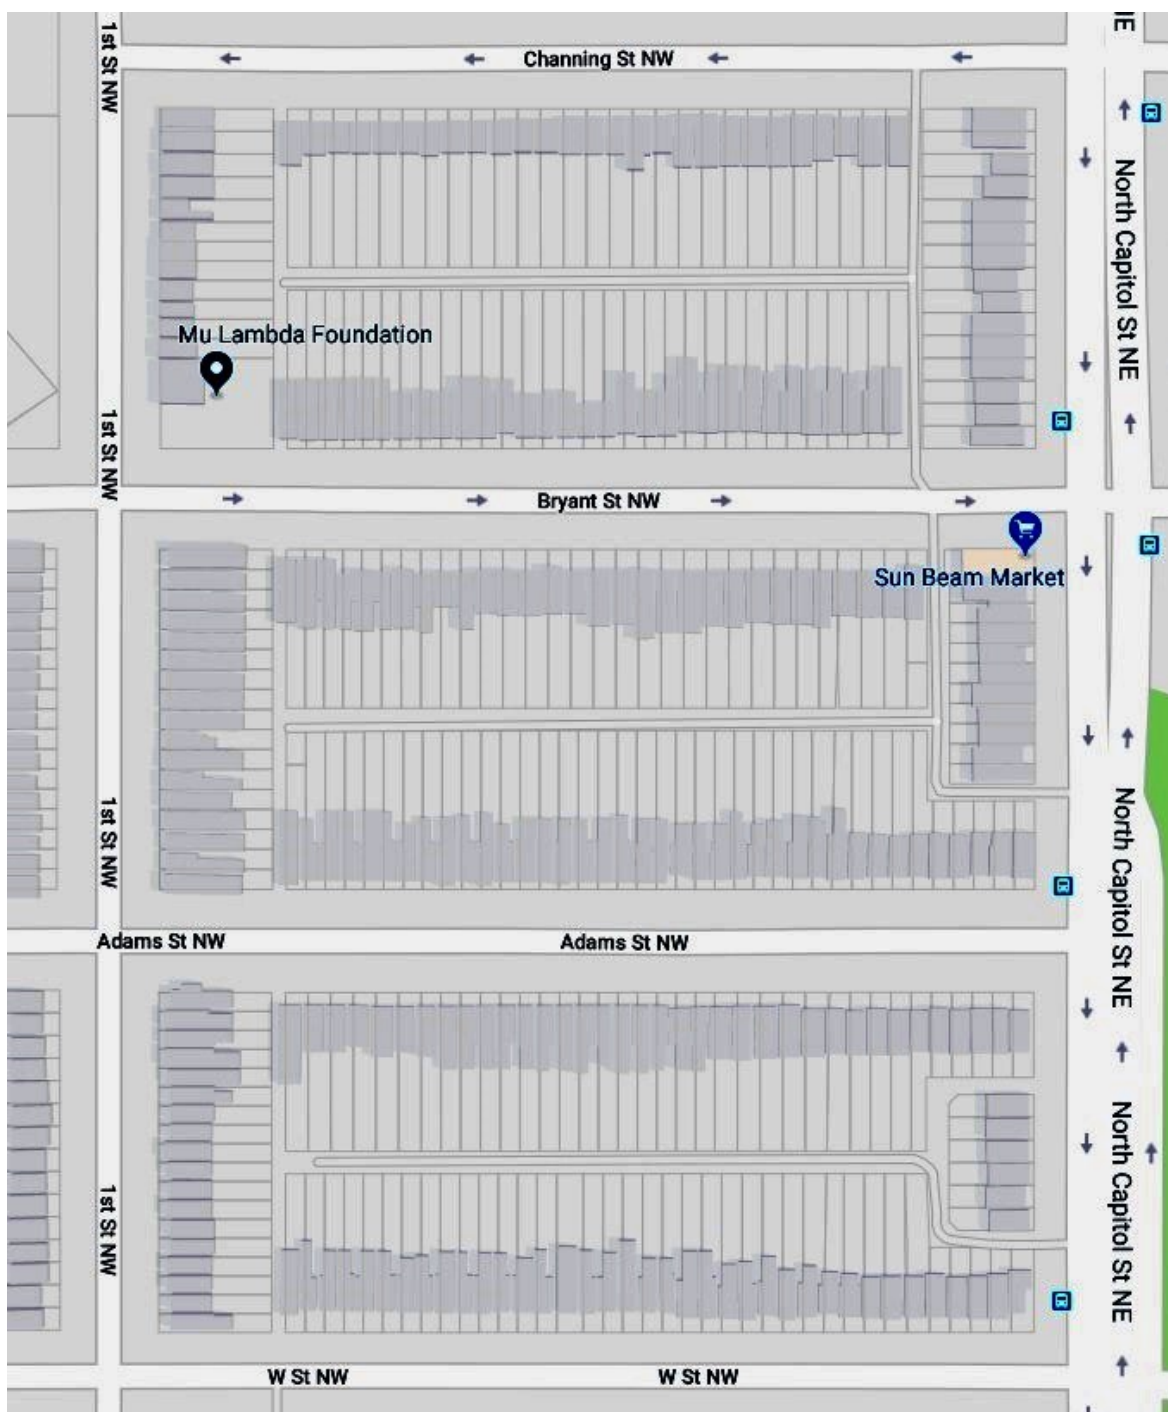 1st St NW
Channing St NW
NE
North Capitol St NE
Mu Lambda Foundation
1st St NW
Bryant St NW
Sun Beam Market
1st St NW
North Capitol St NE
Adams St NW
Adams St NW
North Capitol St NE
1st St NW
W St NW
W St NW